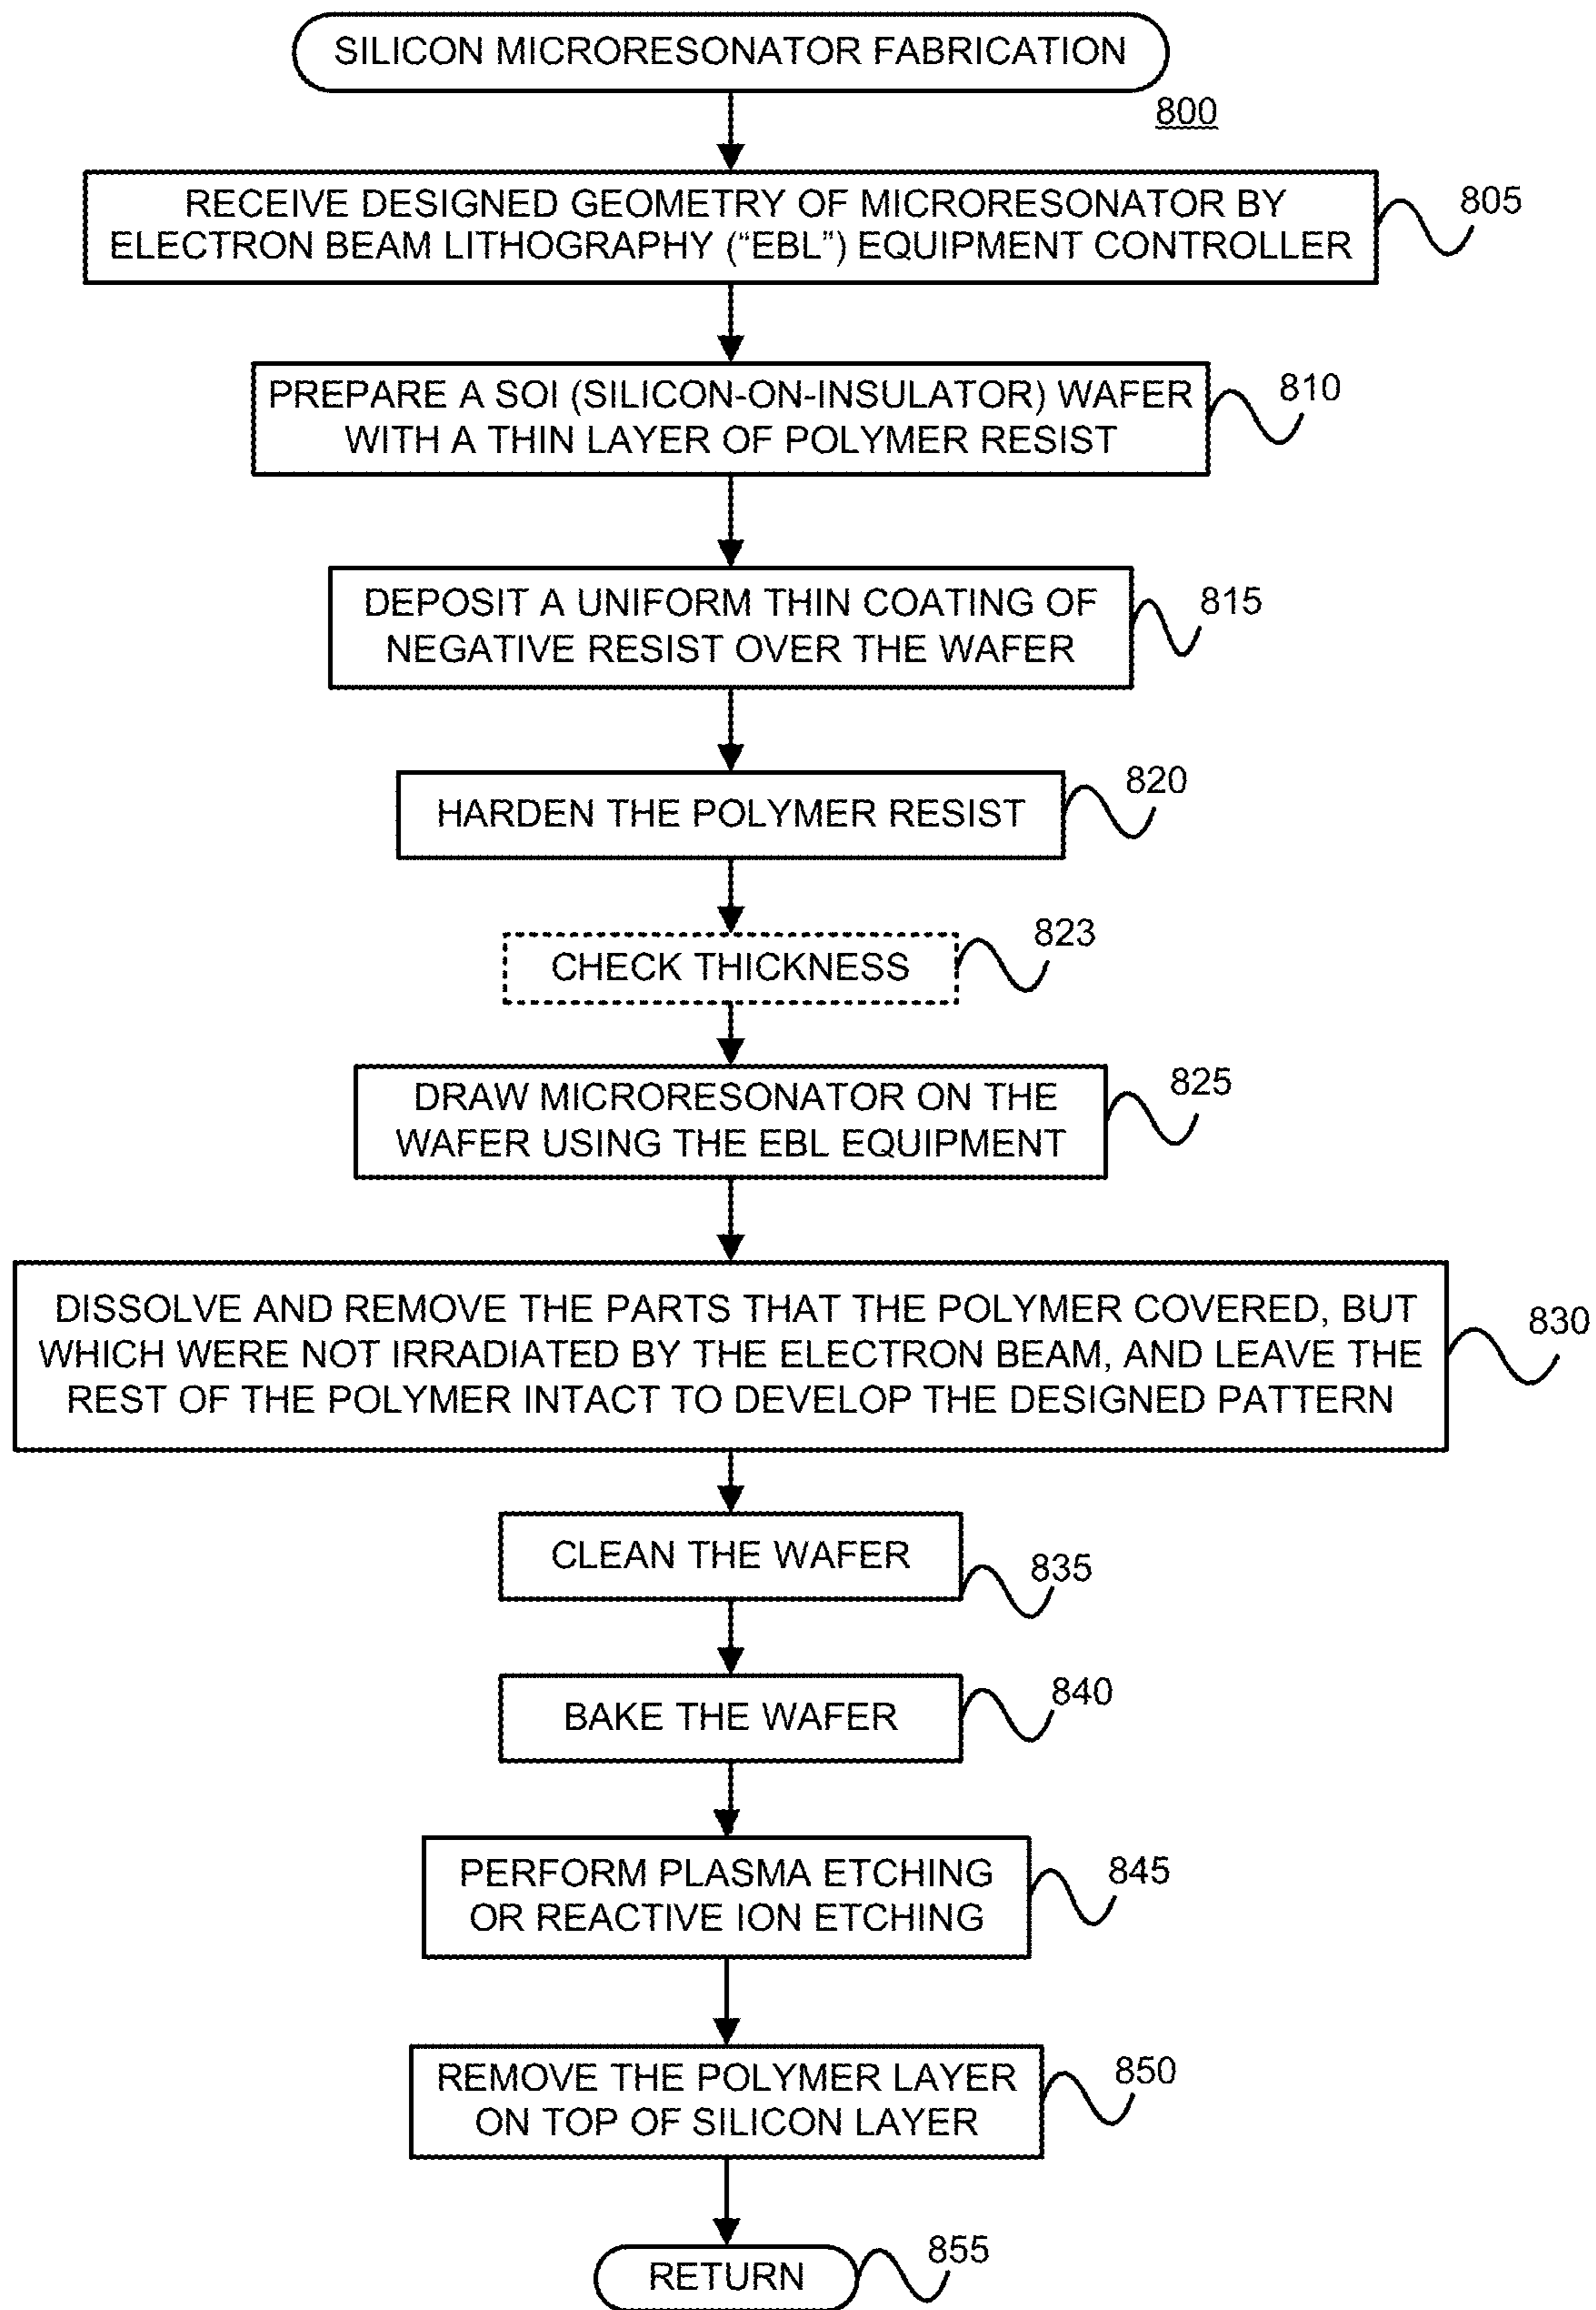 SILICON MICRORESONATOR FABRICATION
800
RECEIVE DESIGNED GEOMETRY OF MICRORESONATOR BY
ELECTRON BEAM LITHOGRAPHY (“EBL”) EQUIPMENT CONTROLLER
805
PREPARE A SOI (SILICON-ON-INSULATOR) WAFER
WITH A THIN LAYER OF POLYMER RESIST
810
DEPOSIT A UNIFORM THIN COATING OF
NEGATIVE RESIST OVER THE WAFER
815
HARDEN THE POLYMER RESIST
820
CHECK THICKNESS
823
DRAW MICRORESONATOR ON THE
WAFER USING THE EBL EQUIPMENT
825
DISSOLVE AND REMOVE THE PARTS THAT THE POLYMER COVERED, BUT
WHICH WERE NOT IRRADIATED BY THE ELECTRON BEAM, AND LEAVE THE
REST OF THE POLYMER INTACT TO DEVELOP THE DESIGNED PATTERN
830
CLEAN THE WAFER
835
BAKE THE WAFER
840
PERFORM PLASMA ETCHING
OR REACTIVE ION ETCHING
845
REMOVE THE POLYMER LAYER
ON TOP OF SILICON LAYER
850
RETURN
855